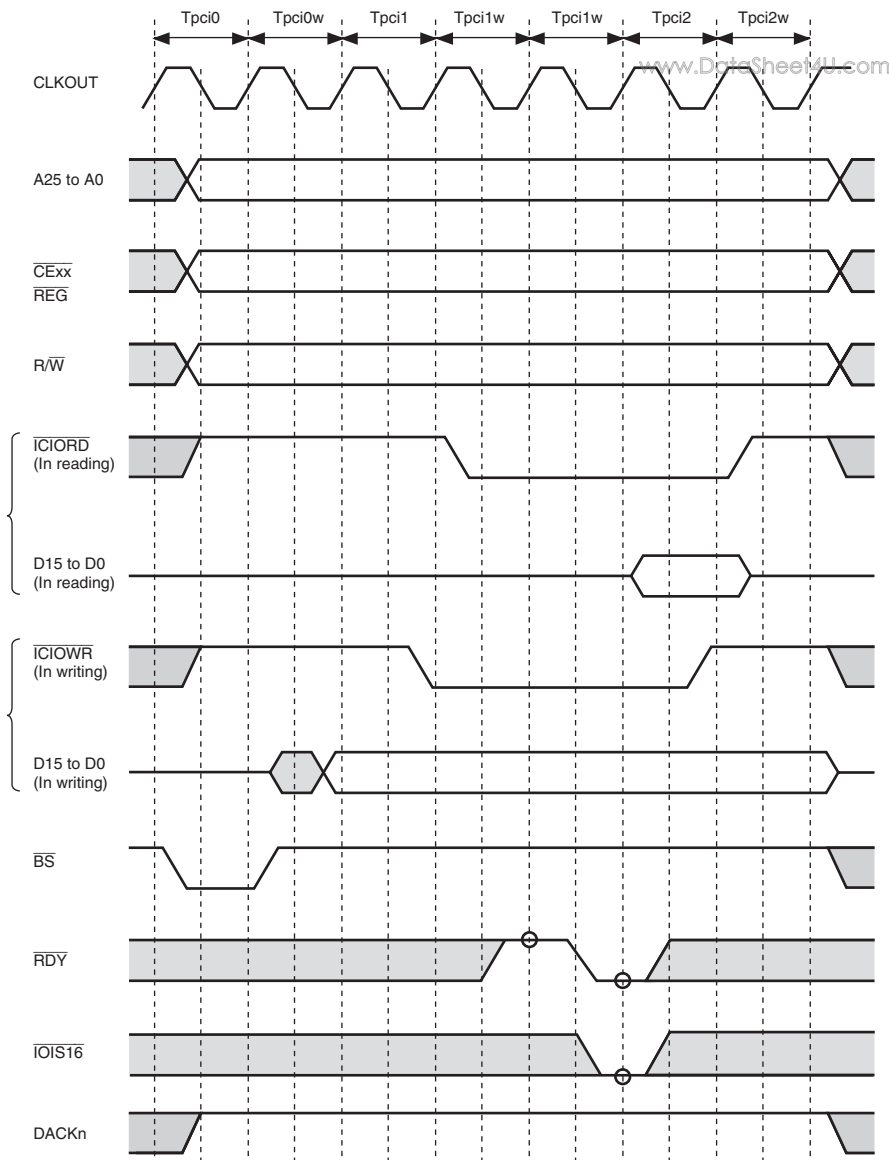 Tpci0 Tpci0w Tpci1 Tpci1w Tpci1w Tpci2 Tpci2w
www.DataSheet4U.com
CLKOUT
A25 to A0
CExx
REG
R/W
ICIORD
(In reading)
D15 to D0
(In reading)
ICIOWR
(In writing)
D15 to D0
(In writing)
BS
RDY
IOIS16
DACKn